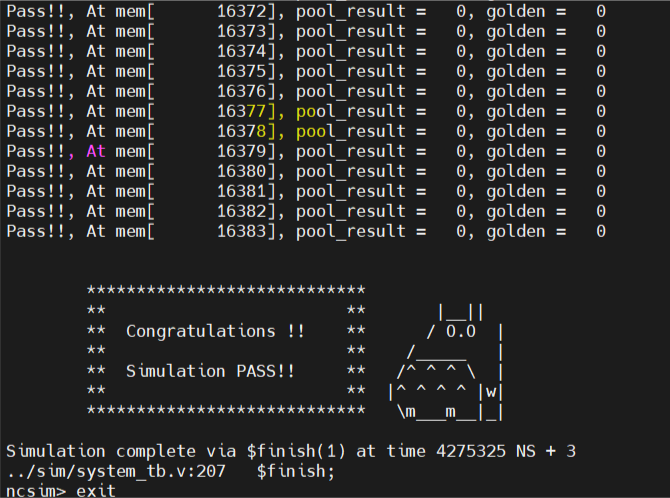 Pass!!, At mem[      16372], pool_result =   0, golden =   0
Pass!!, At mem[      16373], pool_result =   0, golden =   0
Pass!!, At mem[      16374], pool_result =   0, golden =   0
Pass!!, At mem[      16375], pool_result =   0, golden =   0
Pass!!, At mem[      16376], pool_result =   0, golden =   0
Pass!!, At mem[      16377], pool_result =   0, golden =   0
Pass!!, At mem[      16378], pool_result =   0, golden =   0
Pass!!, At mem[      16379], pool_result =   0, golden =   0
Pass!!, At mem[      16380], pool_result =   0, golden =   0
Pass!!, At mem[      16381], pool_result =   0, golden =   0
Pass!!, At mem[      16382], pool_result =   0, golden =   0
Pass!!, At mem[      16383], pool_result =   0, golden =   0
        ****************************
        **                        **       |__||
        **  Congratulations !!    **      / O.O  |
        **                        **    /_____   |
        **  Simulation PASS!!     **   /^ ^ ^ \  |
        **                        **  |^ ^ ^ ^ |w|
        ****************************   \m___m__|_|
Simulation complete via $finish(1) at time 4275325 NS + 3
../sim/system_tb.v:207   $finish;
ncsim> exit